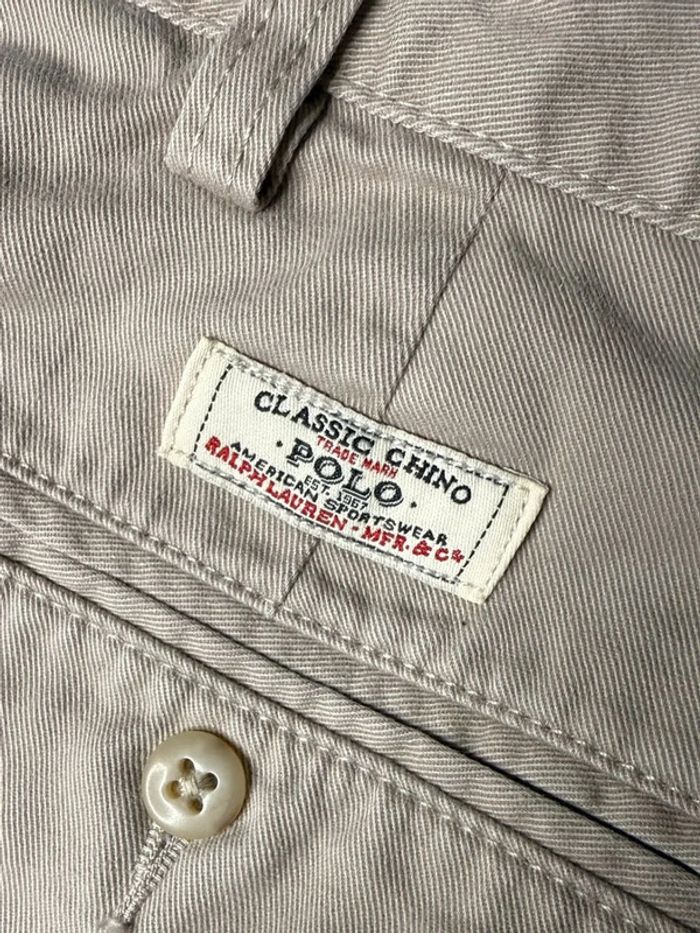 CLASSIC CHINO
TRADE MARK
· POLO ·
EST. 1967
AMERICAN SPORTSWEAR
RALPH LAUREN - MFR. & Cº